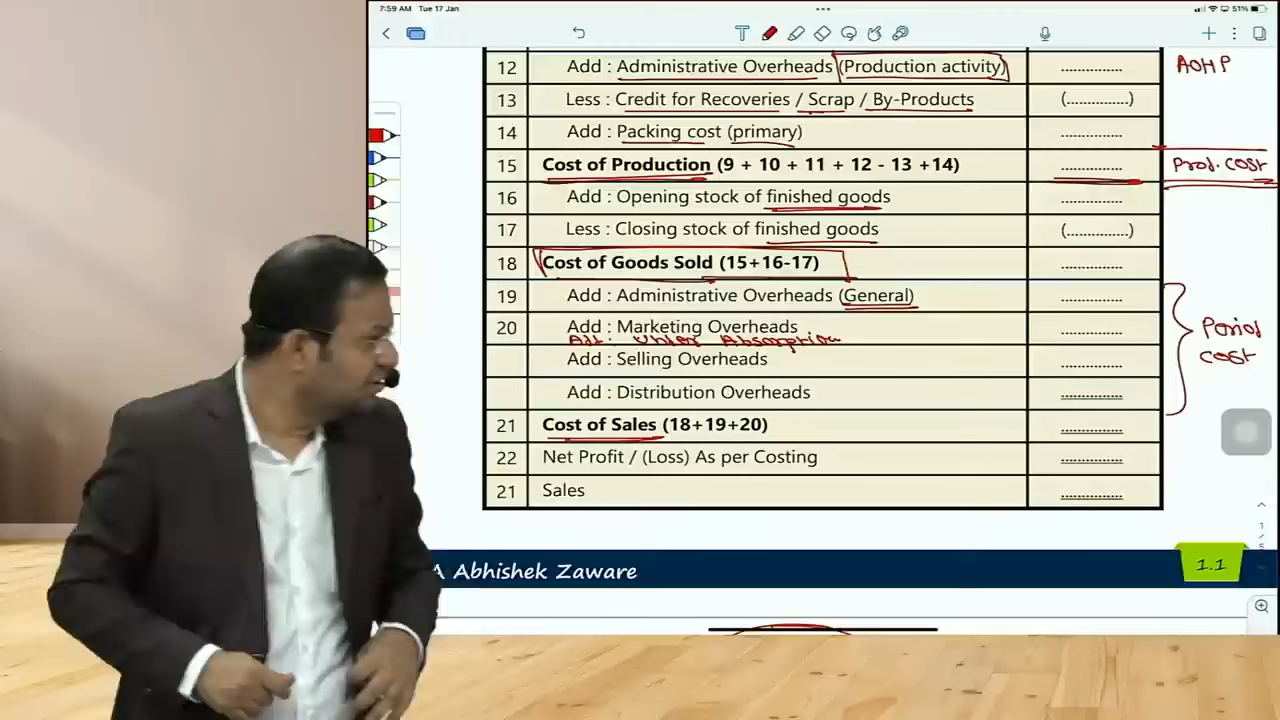 7:59 AM Tue 17 Jan
51%
12 Add : Administrative Overheads (Production activity) .............. AOHP
13 Less : Credit for Recoveries / Scrap / By-Products (..............)
14 Add : Packing cost (primary) ..............
15 Cost of Production (9 + 10 + 11 + 12 - 13 +14) .............. Prod. Cost
16 Add : Opening stock of finished goods ..............
17 Less : Closing stock of finished goods (..............)
18 Cost of Goods Sold (15+16-17) ..............
19 Add : Administrative Overheads (General) ..............
20 Add : Marketing Overheads ..............
Add : Under Absorption
Period
Add : Selling Overheads ..............
cost
Add : Distribution Overheads ..............
21 Cost of Sales (18+19+20) ..............
22 Net Profit / (Loss) As per Costing ..............
21 Sales ..............
A Abhishek Zaware
1.1